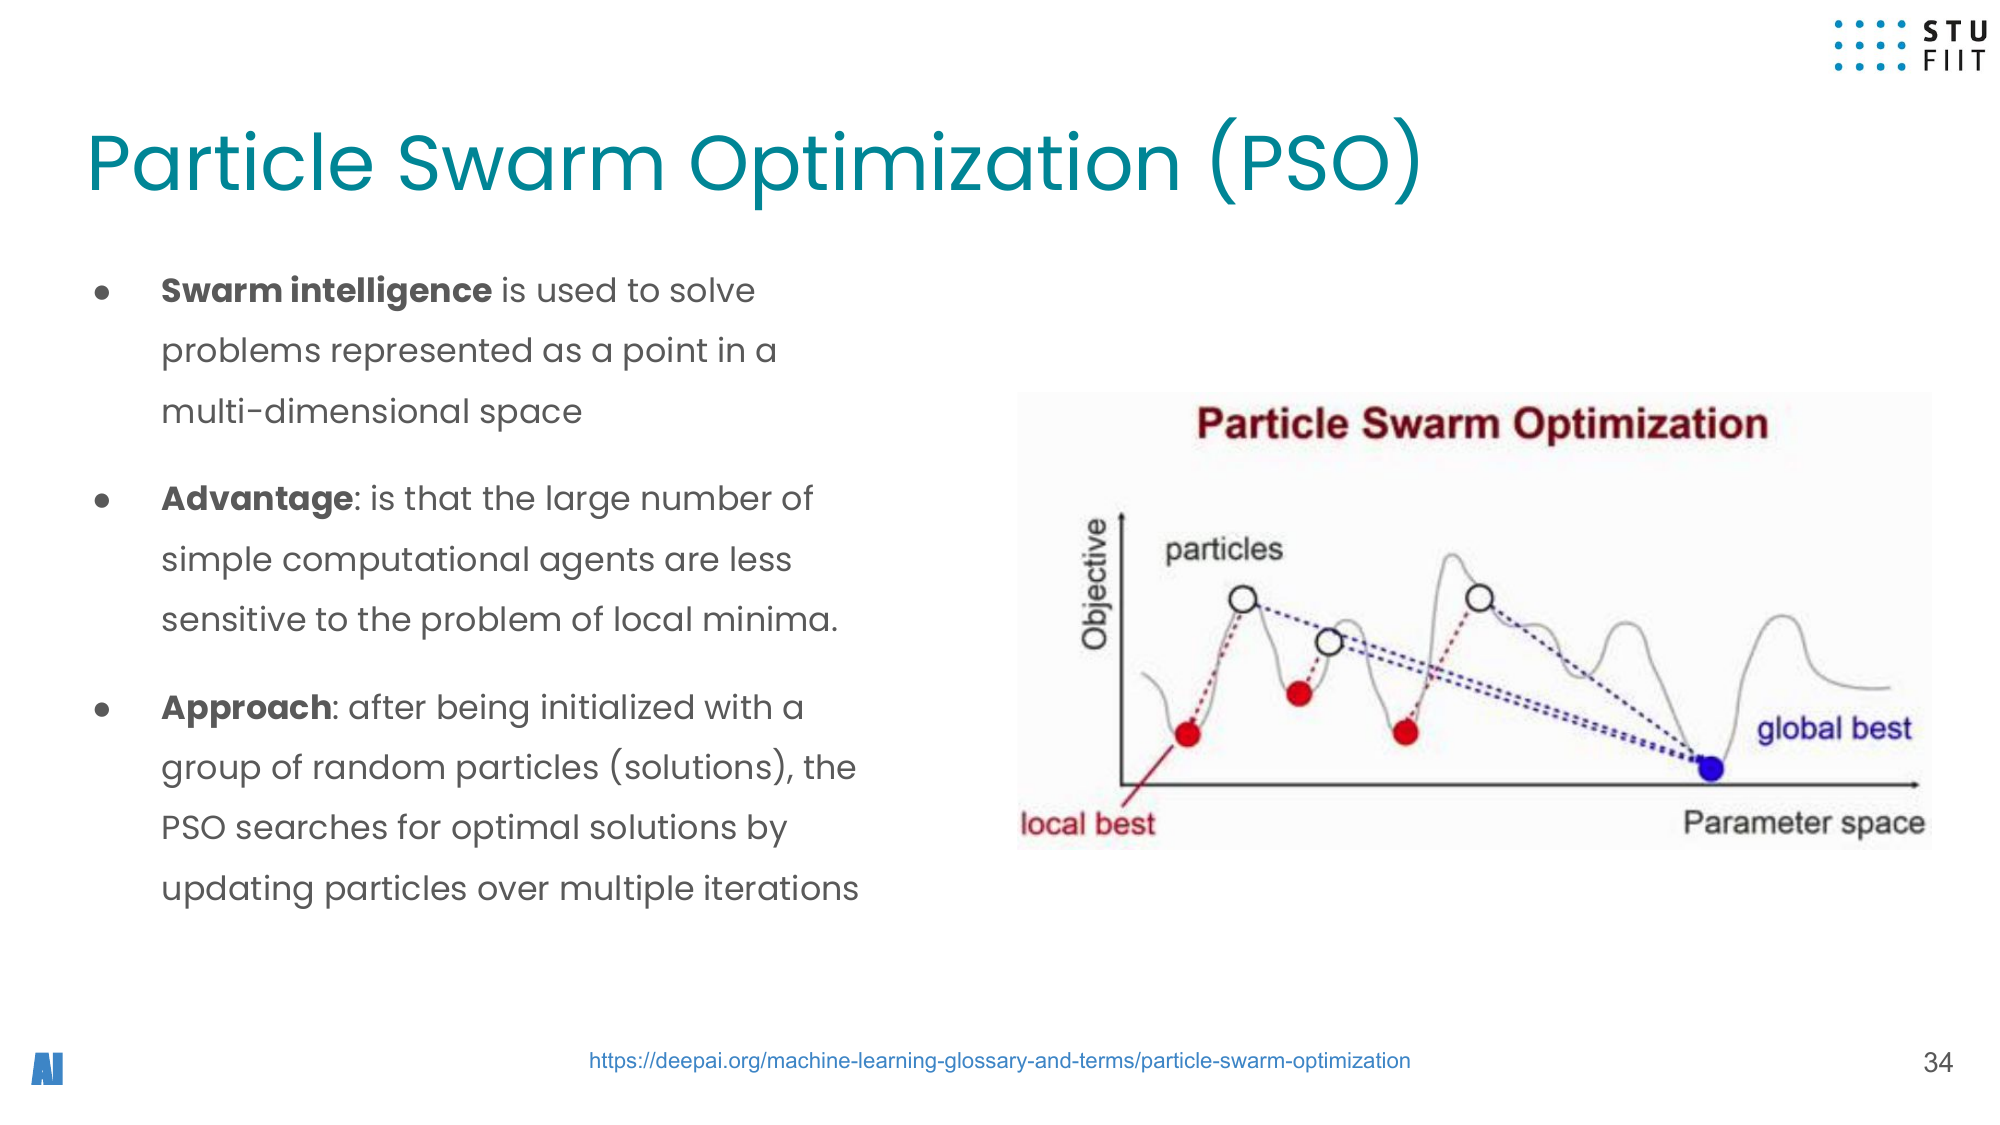 STU
FIIT
Particle Swarm Optimization (PSO)
● Swarm intelligence is used to solve
problems represented as a point in a
multi-dimensional space
● Advantage: is that the large number of
simple computational agents are less
sensitive to the problem of local minima.
● Approach: after being initialized with a
group of random particles (solutions), the
PSO searches for optimal solutions by
updating particles over multiple iterations
Particle Swarm Optimization
Objective
particles
global best
local best
Parameter space
AI
https://deepai.org/machine-learning-glossary-and-terms/particle-swarm-optimization
34